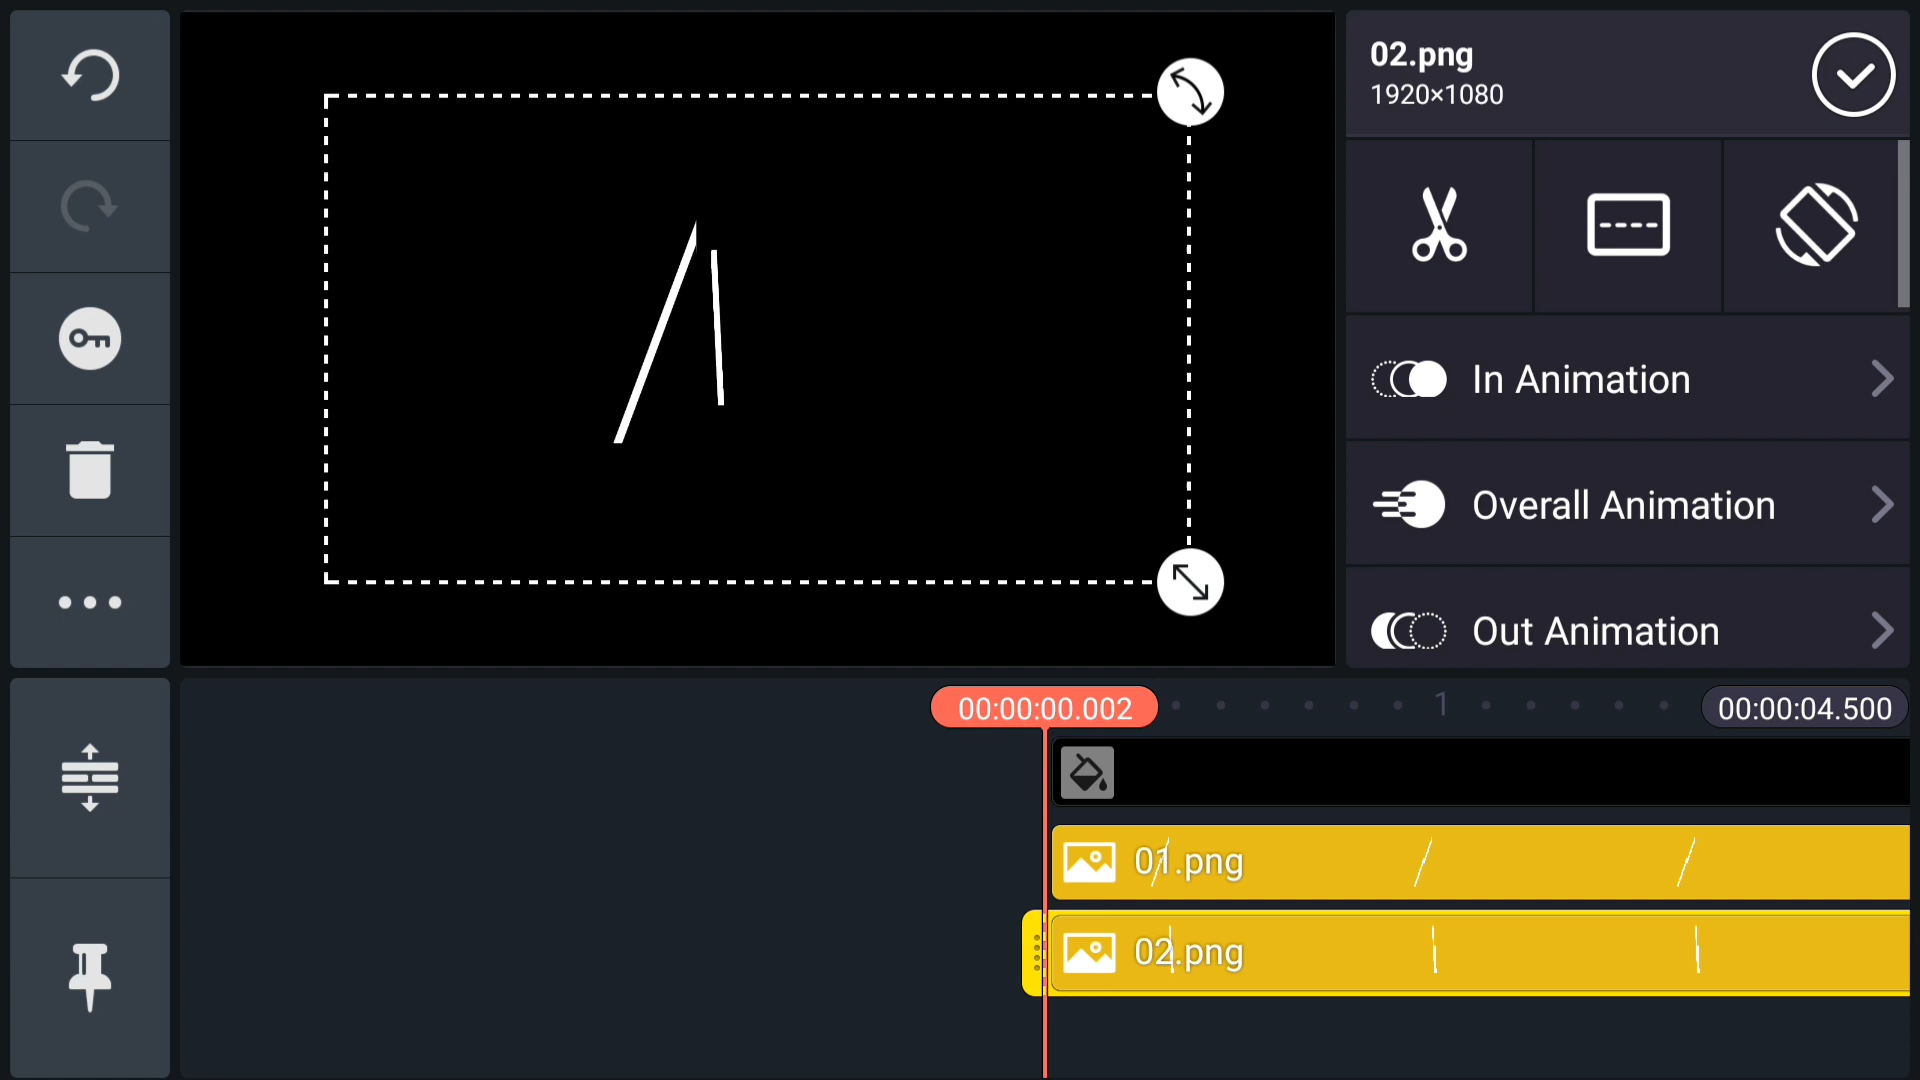 02.png
1920×1080
In Animation
Overall Animation
Out Animation
00:00:00.002
1
00:00:04.500
01.png
02.png